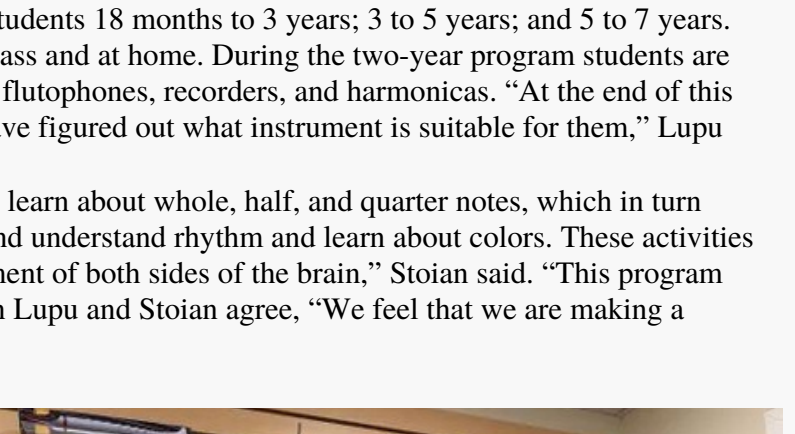 tudents 18 months to 3 years; 3 to 5 years; and 5 to 7 years.
ass and at home. During the two-year program students are
flutophones, recorders, and harmonicas. “At the end of this
ve figured out what instrument is suitable for them,” Lupu
learn about whole, half, and quarter notes, which in turn
nd understand rhythm and learn about colors. These activities
ment of both sides of the brain,” Stoian said. “This program
n Lupu and Stoian agree, “We feel that we are making a